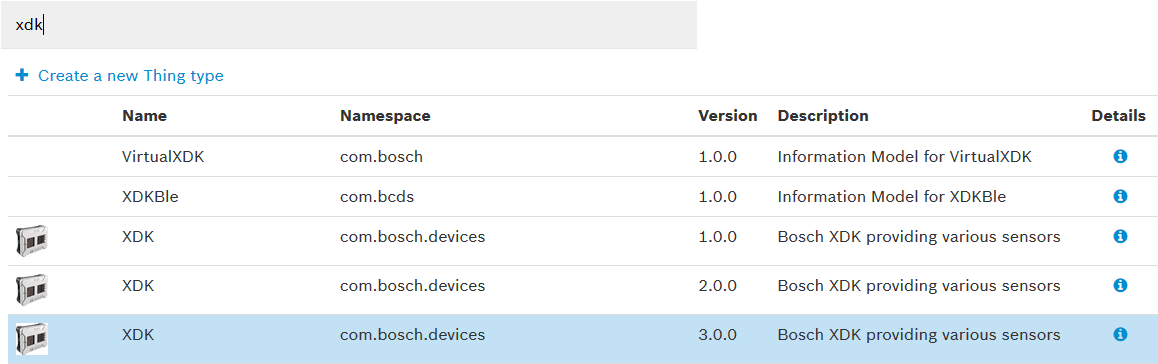 xdk
+ Create a new Thing type
Name Namespace Version Description Details
VirtualXDK com.bosch 1.0.0 Information Model for VirtualXDK
XDKBle com.bcds 1.0.0 Information Model for XDKBle
XDK com.bosch.devices 1.0.0 Bosch XDK providing various sensors
XDK com.bosch.devices 2.0.0 Bosch XDK providing various sensors
XDK com.bosch.devices 3.0.0 Bosch XDK providing various sensors